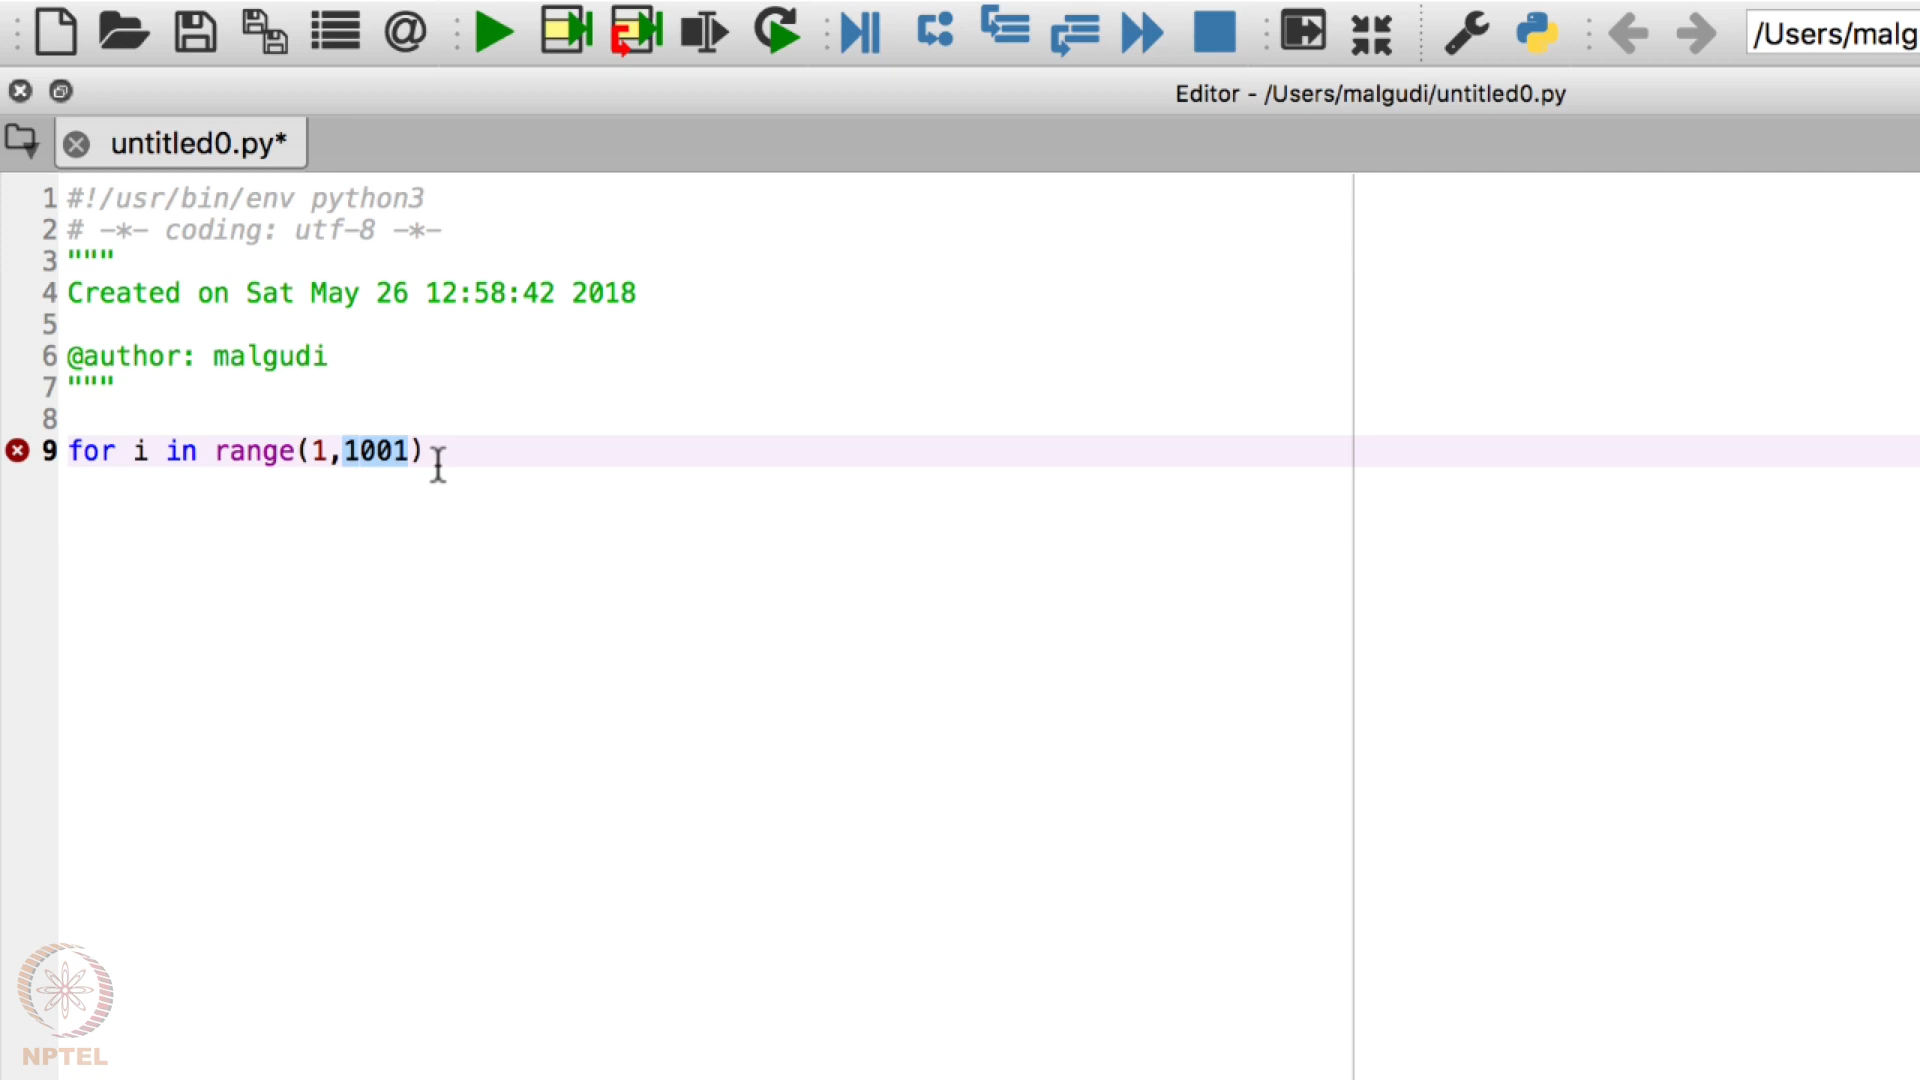 /Users/malg
Editor - /Users/malgudi/untitled0.py
untitled0.py*
1 #!/usr/bin/env python3
2 # -*- coding: utf-8 -*-
3 """
4 Created on Sat May 26 12:58:42 2018
5
6 @author: malgudi
7 """
8
9 for i in range(1,1001)
NPTEL